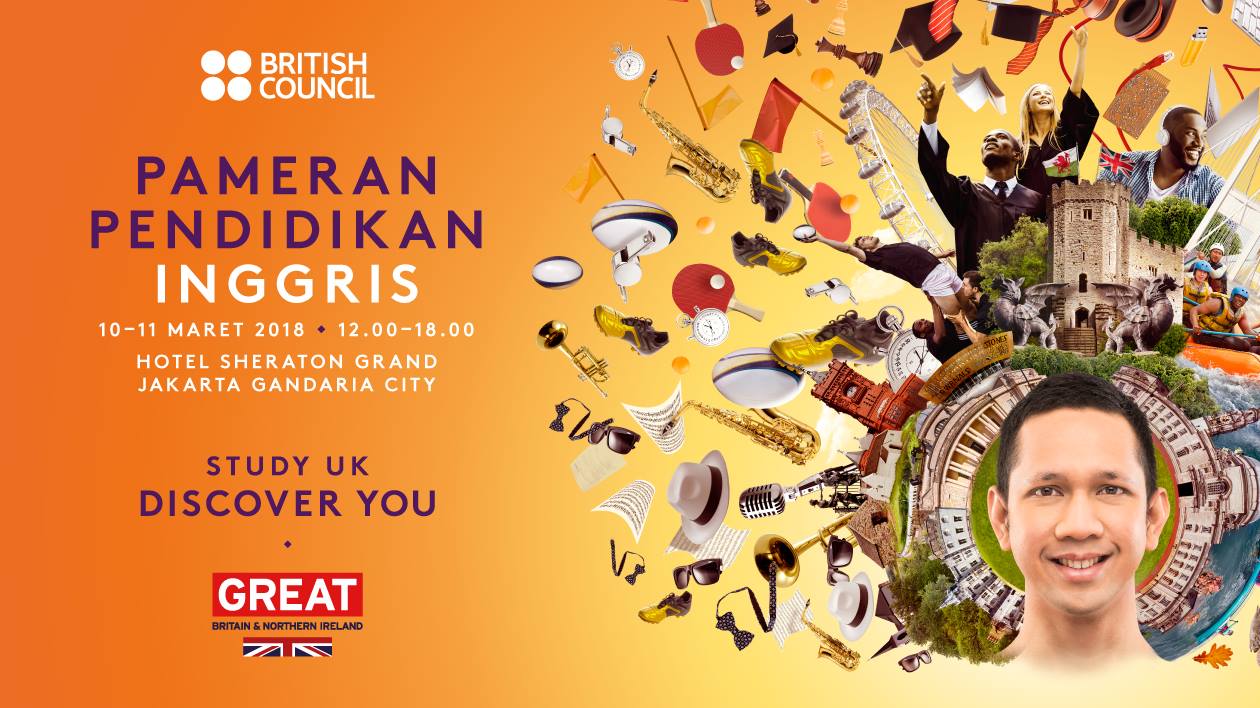 BRITISH
COUNCIL
PAMERAN
PENDIDIKAN
INGGRIS
10–11 MARET 2018 ◆ 12.00–18.00
HOTEL SHERATON GRAND
JAKARTA GANDARIA CITY
STUDY UK
DISCOVER YOU
GREAT
BRITAIN & NORTHERN IRELAND